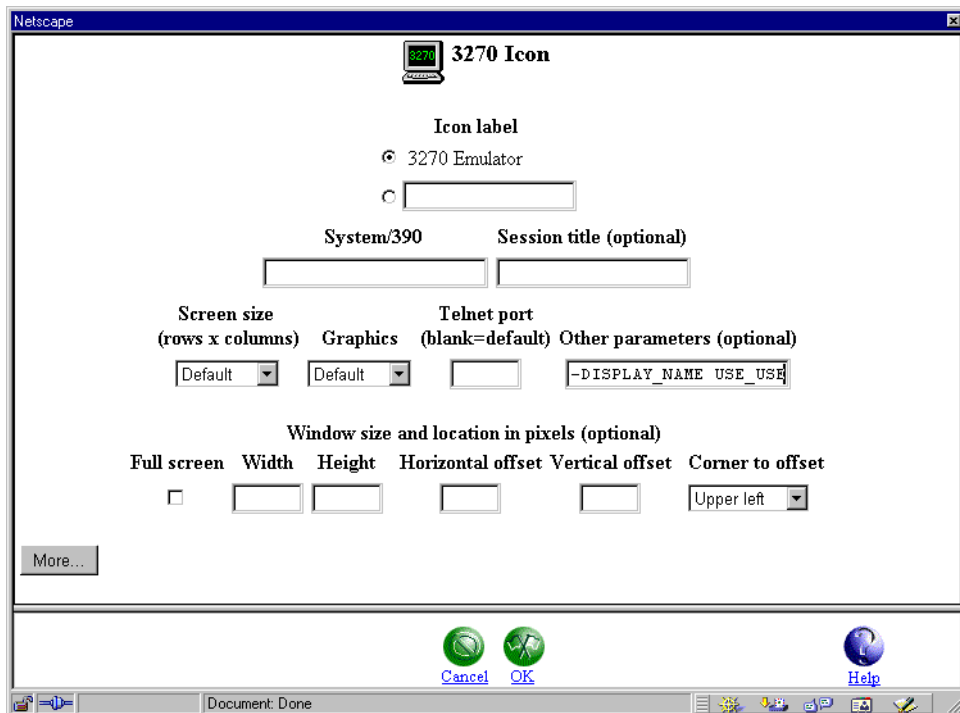 Netscape
3270 3270 Icon
Icon label
3270 Emulator
System/390 Session title (optional)
Screen size Telnet port
(rows x columns) Graphics (blank=default) Other parameters (optional)
Default Default -DISPLAY_NAME USE_USE
Window size and location in pixels (optional)
Full screen Width Height Horizontal offset Vertical offset Corner to offset
Upper left
More...
Cancel OK Help
Document: Done